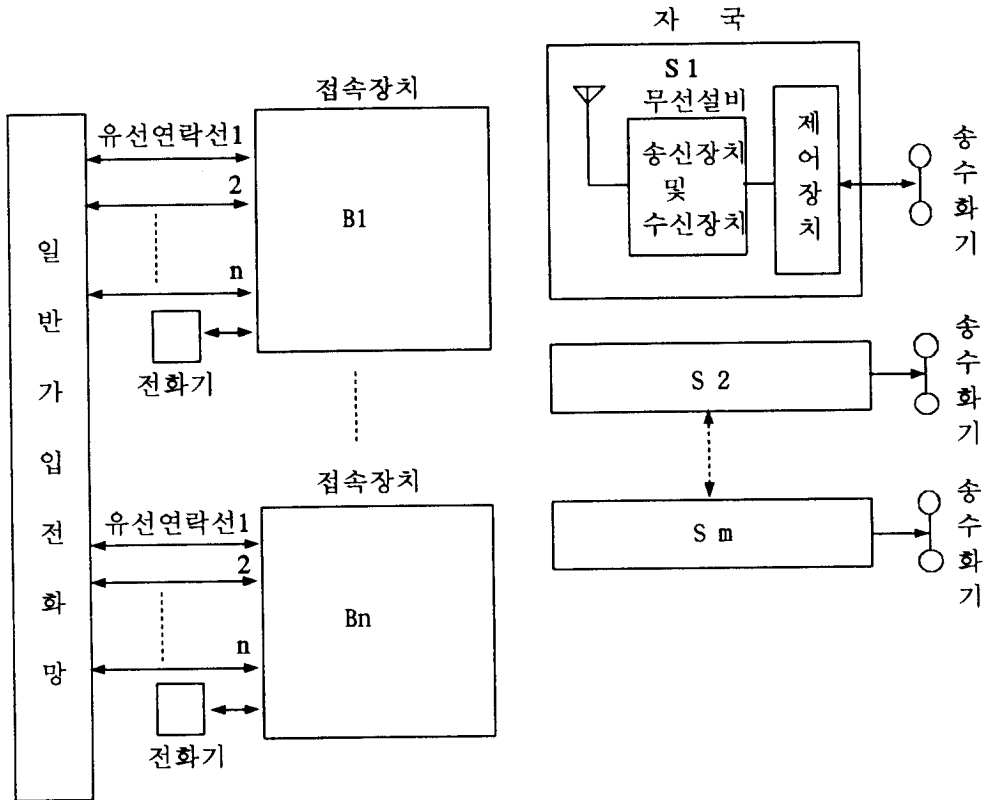 일반가입전화망
접속장치
유선연락선1
2
n
B1
전화기
접속장치
유선연락선1
2
n
Bn
전화기
자 국
S1
무선설비
송신장치
및
수신장치
제어장치
송수화기
S 2
송수화기
S m
송수화기